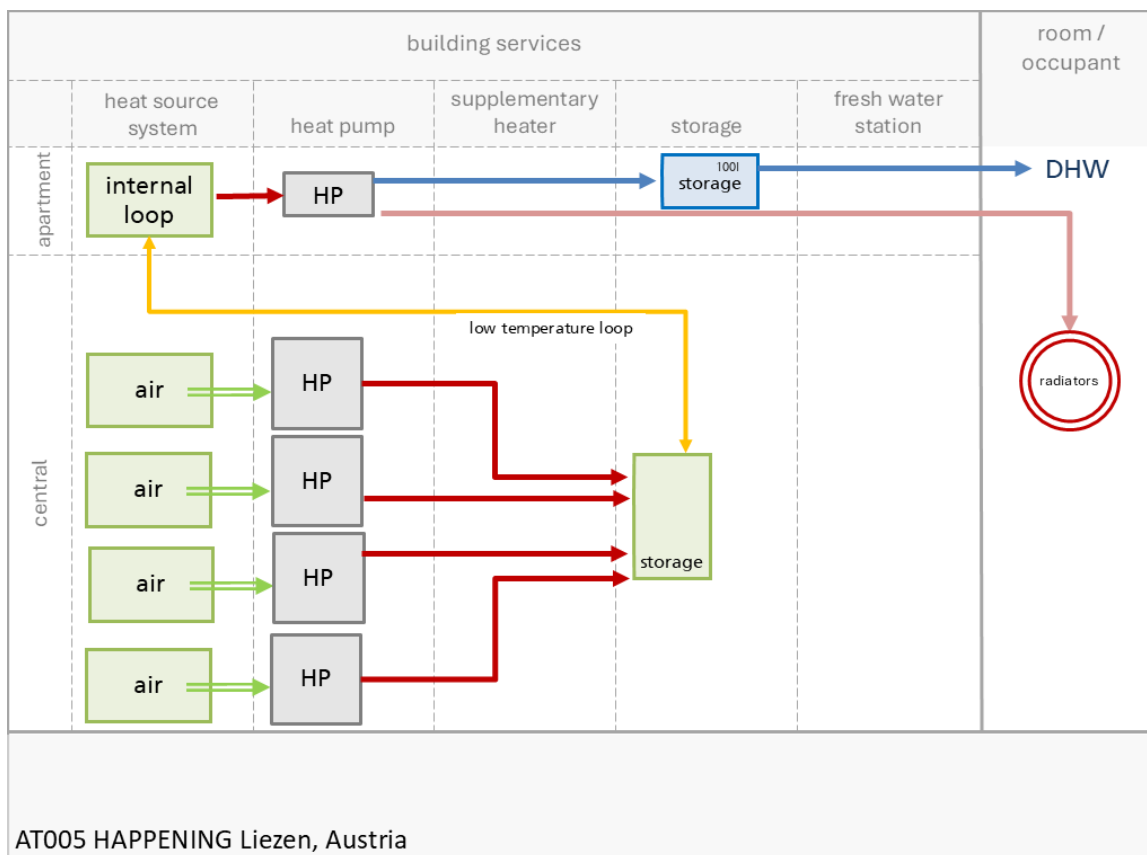 building services
room /
occupant
heat source
system
heat pump
supplementary
heater
storage
fresh water
station
apartment
internal
loop
HP
100l
storage
DHW
low temperature loop
radiators
central
air
HP
air
HP
storage
air
HP
air
HP
AT005 HAPPENING Liezen, Austria